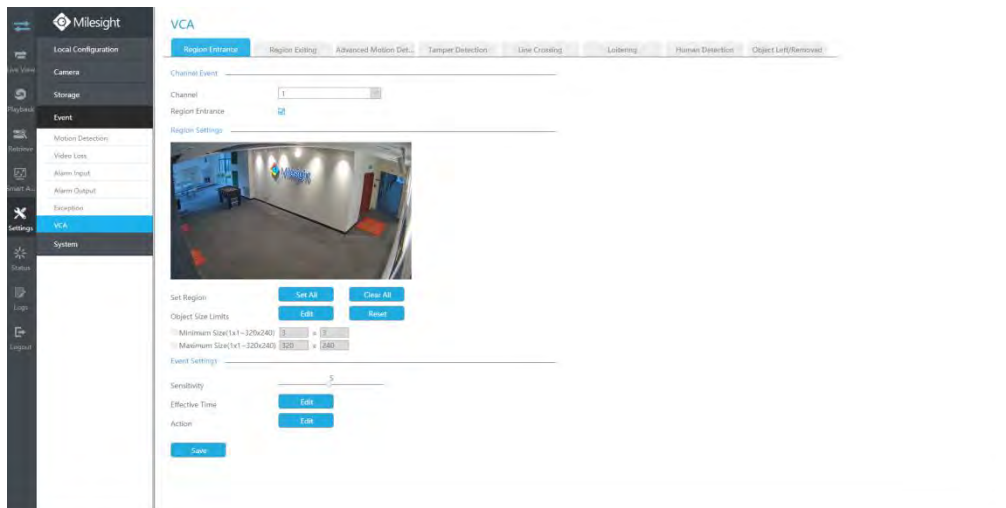 Milesight
Live View
Playback
Retrieve
Smart A...
Settings
Status
Logs
Logout
Local Configuration
Camera
Storage
Event
Motion Detection
Video Loss
Alarm Input
Alarm Output
Exception
VCA
System
VCA
Region Entrance Region Exiting Advanced Motion Det... Tamper Detection Line Crossing Loitering Human Detection Object Left/Removed
Channel Event
Channel 1
Region Entrance
Region Settings
Milesight
Set Region Set All Clear All
Object Size Limits Edit Reset
Minimum Size(1x1~320x240) 3 x 3
Maximum Size(1x1~320x240) 320 x 240
Event Settings
Sensitivity 5
Effective Time Edit
Action Edit
Save